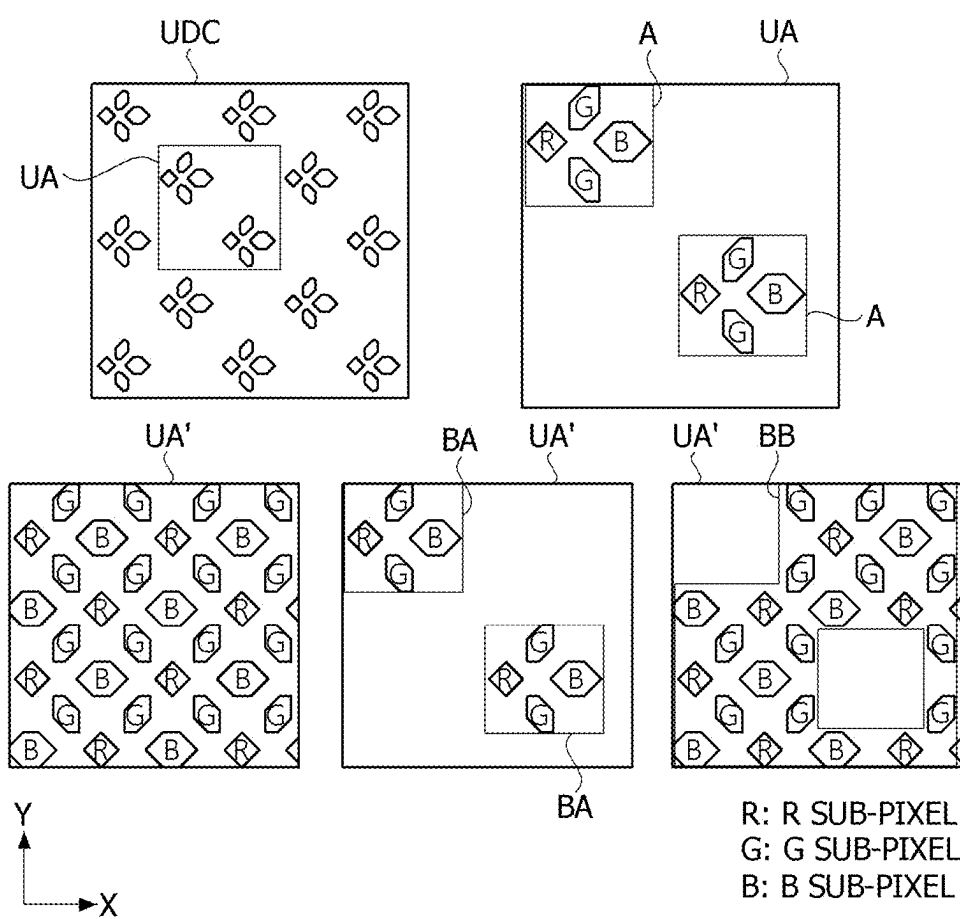 UDC
A
UA
UA
G
R B
G
G
R B
G
A
UA'
BA
UA'
UA'
BB
G G G G
R B R B
G G G G
B R B R
G G G G
R B R B
G G G G
B R B R
G
R B
G
G
R B
G
BA
G G G
R B
G G
B R B R
G G G
R B
G G G
B R B R
Y
X
R: R SUB-PIXEL
G: G SUB-PIXEL
B: B SUB-PIXEL